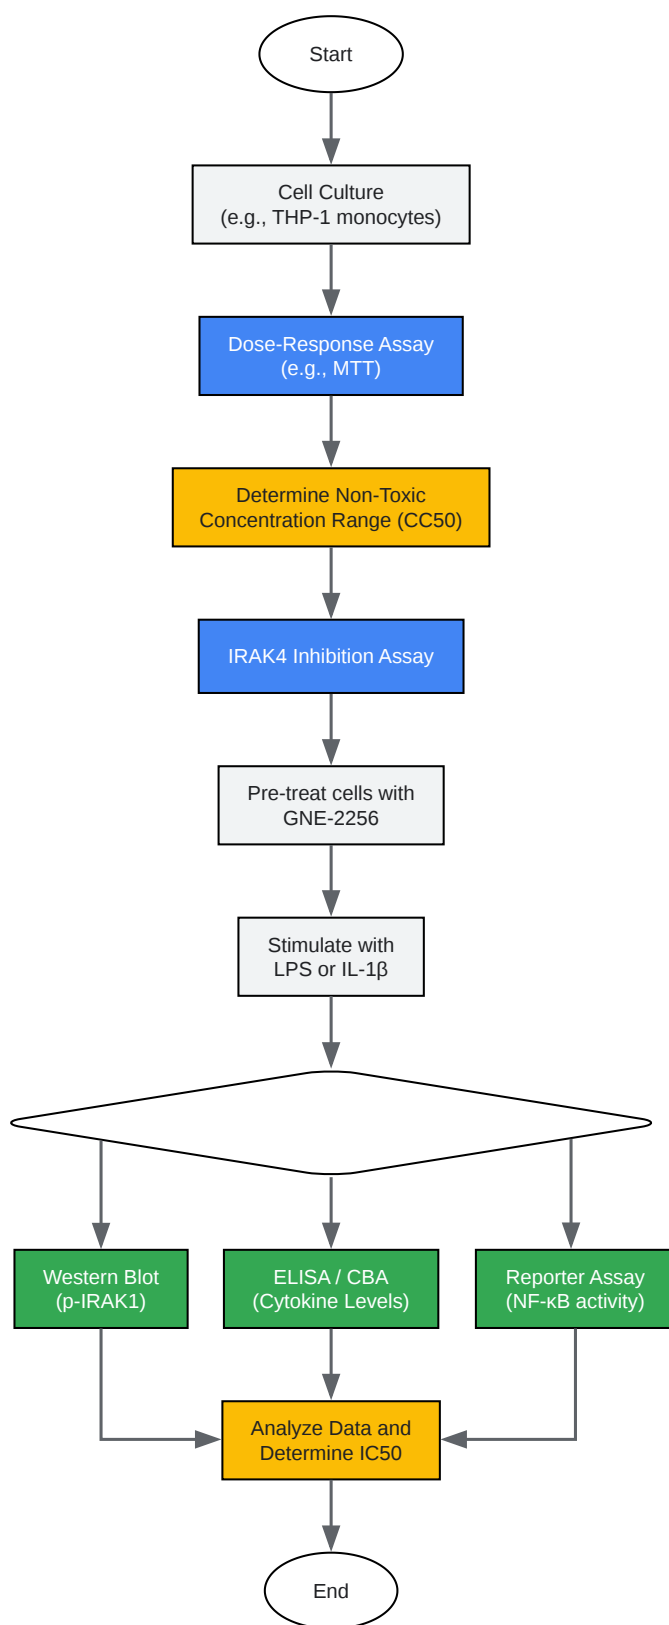 Start
Cell Culture
(e.g., THP-1 monocytes)
Dose-Response Assay
(e.g., MTT)
Determine Non-Toxic
Concentration Range (CC50)
IRAK4 Inhibition Assay
Pre-treat cells with
GNE-2256
Stimulate with
LPS or IL-1β
Western Blot
(p-IRAK1)
ELISA / CBA
(Cytokine Levels)
Reporter Assay
(NF-κB activity)
Analyze Data and
Determine IC50
End